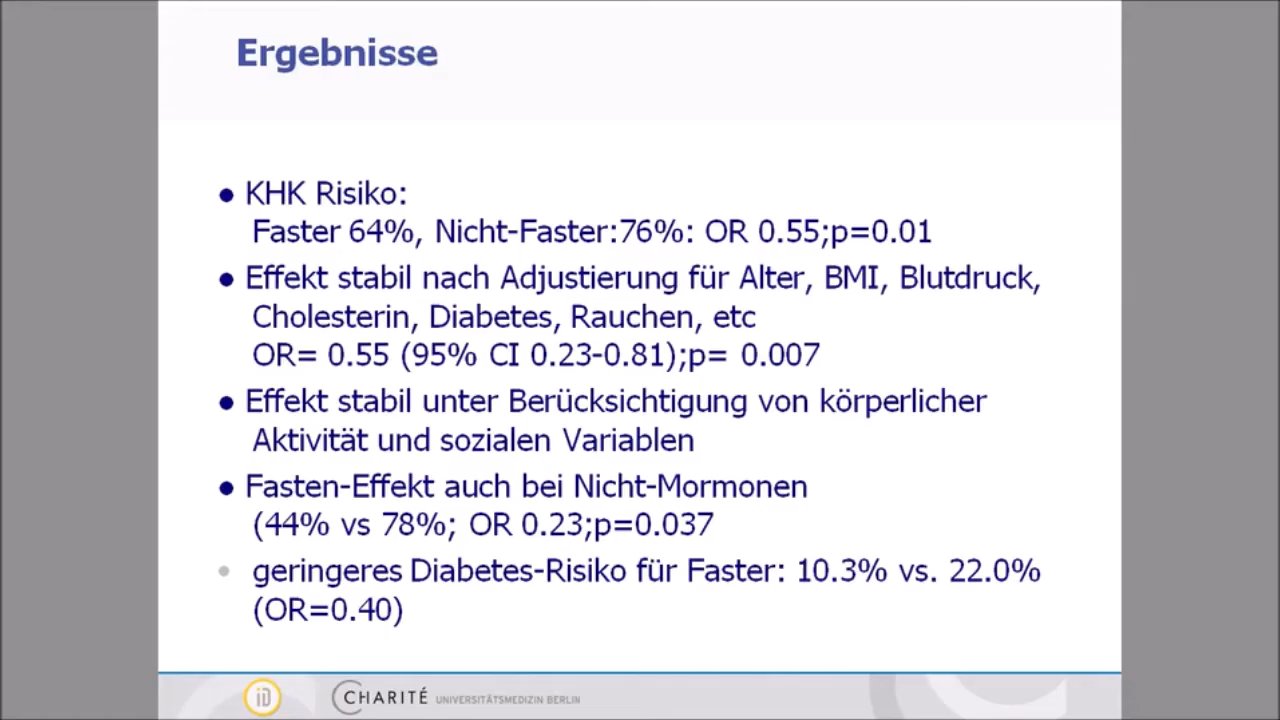 Ergebnisse
● KHK Risiko:
Faster 64%, Nicht-Faster:76%: OR 0.55;p=0.01
● Effekt stabil nach Adjustierung für Alter, BMI, Blutdruck,
Cholesterin, Diabetes, Rauchen, etc
OR= 0.55 (95% CI 0.23-0.81);p= 0.007
● Effekt stabil unter Berücksichtigung von körperlicher
Aktivität und sozialen Variablen
● Fasten-Effekt auch bei Nicht-Mormonen
(44% vs 78%; OR 0.23;p=0.037
● geringeres Diabetes-Risiko für Faster: 10.3% vs. 22.0%
(OR=0.40)
iD CHARITÉ UNIVERSITÄTSMEDIZIN BERLIN